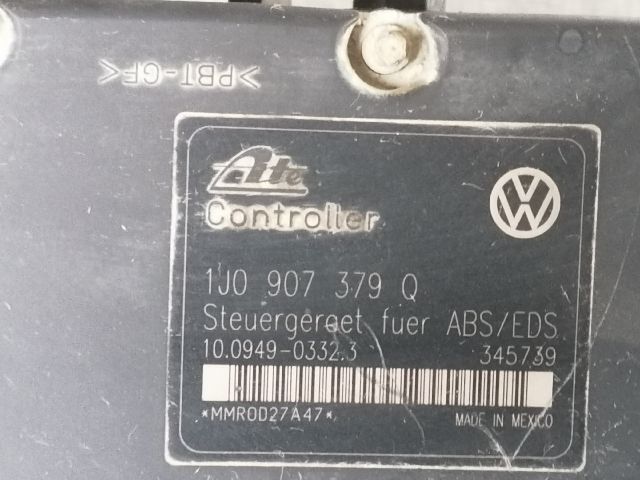 >PBT-GF<
Ate
Controller
VW
1J0 907 379 Q
Steuergeraet fuer ABS/EDS
10.0949-0332.3 345739
*MMR0D27A47*
MADE IN MEXICO